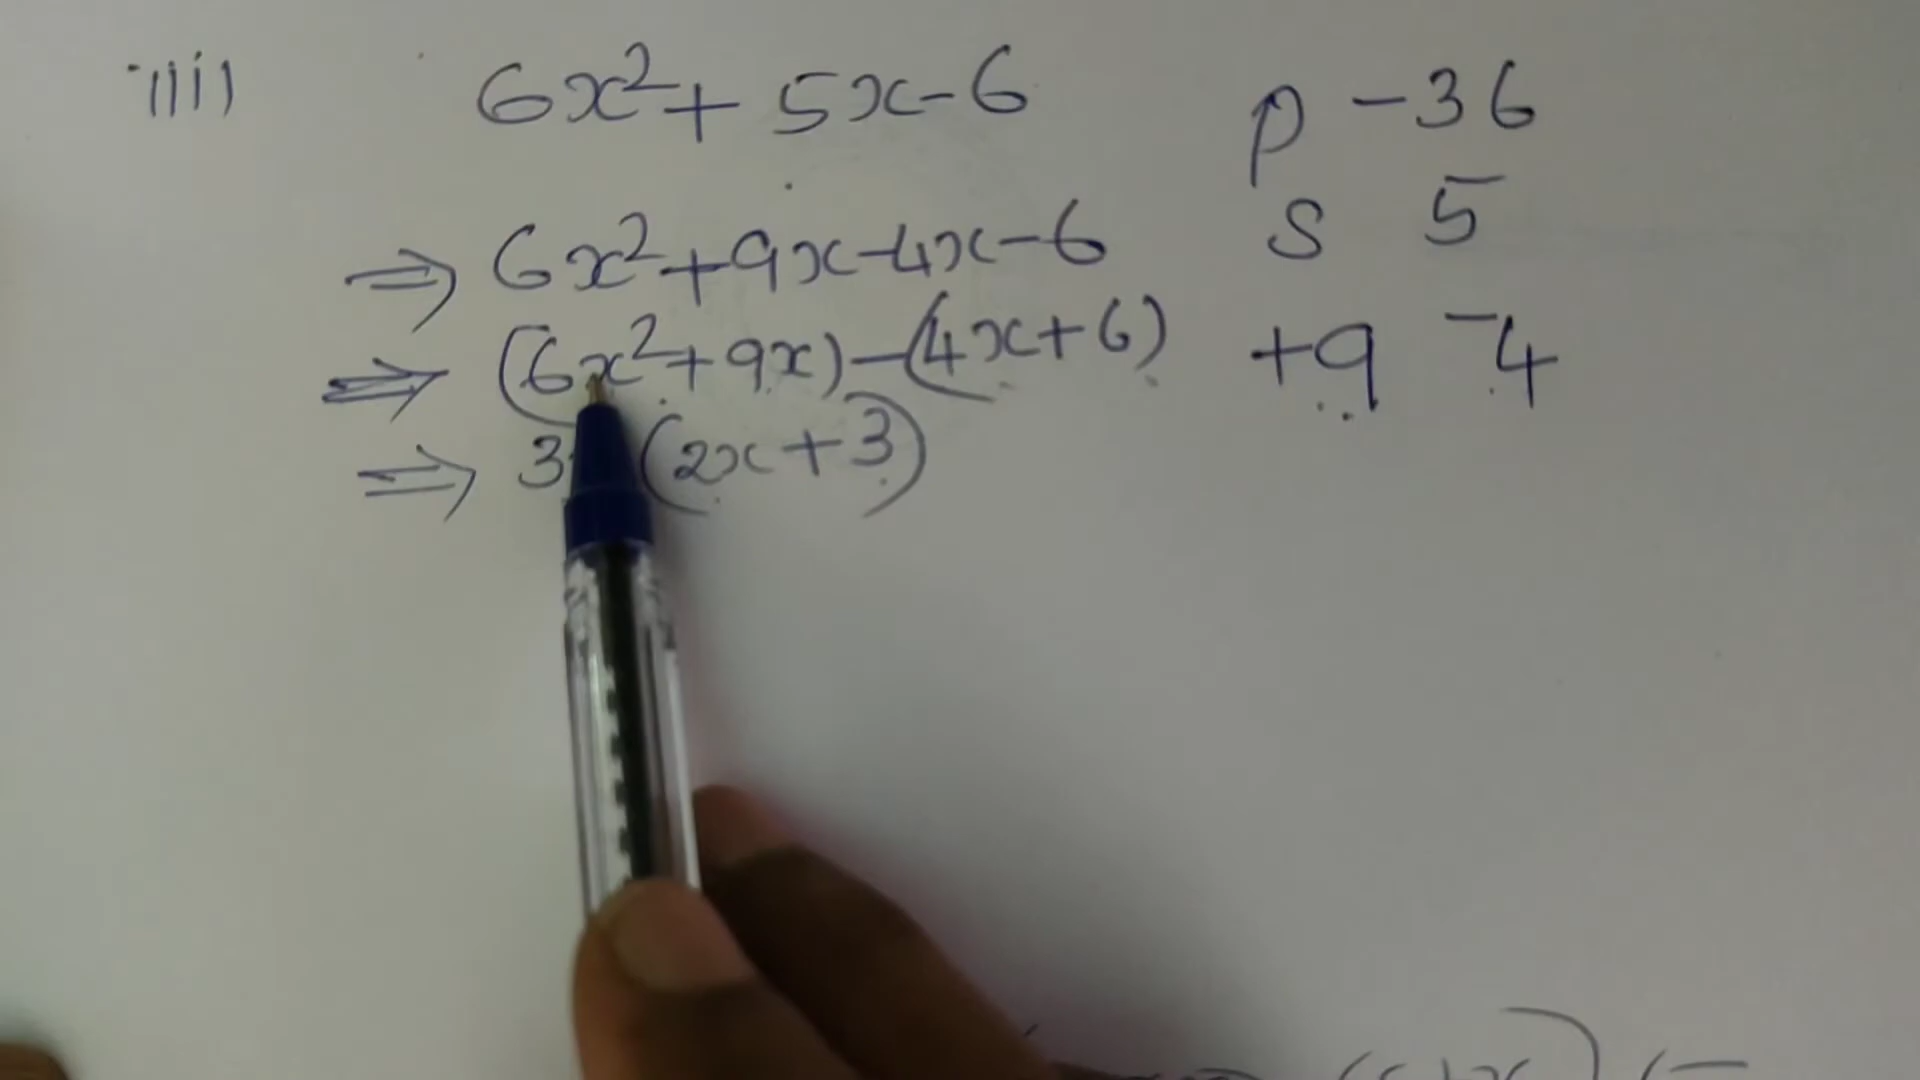 iii) 6x²+5x-6 p -36
⇒ 6x²+9x-4x-6 S 5
⇒ (6x²+9x)-(4x+6) +9 -4
⇒ 3 (2x+3)